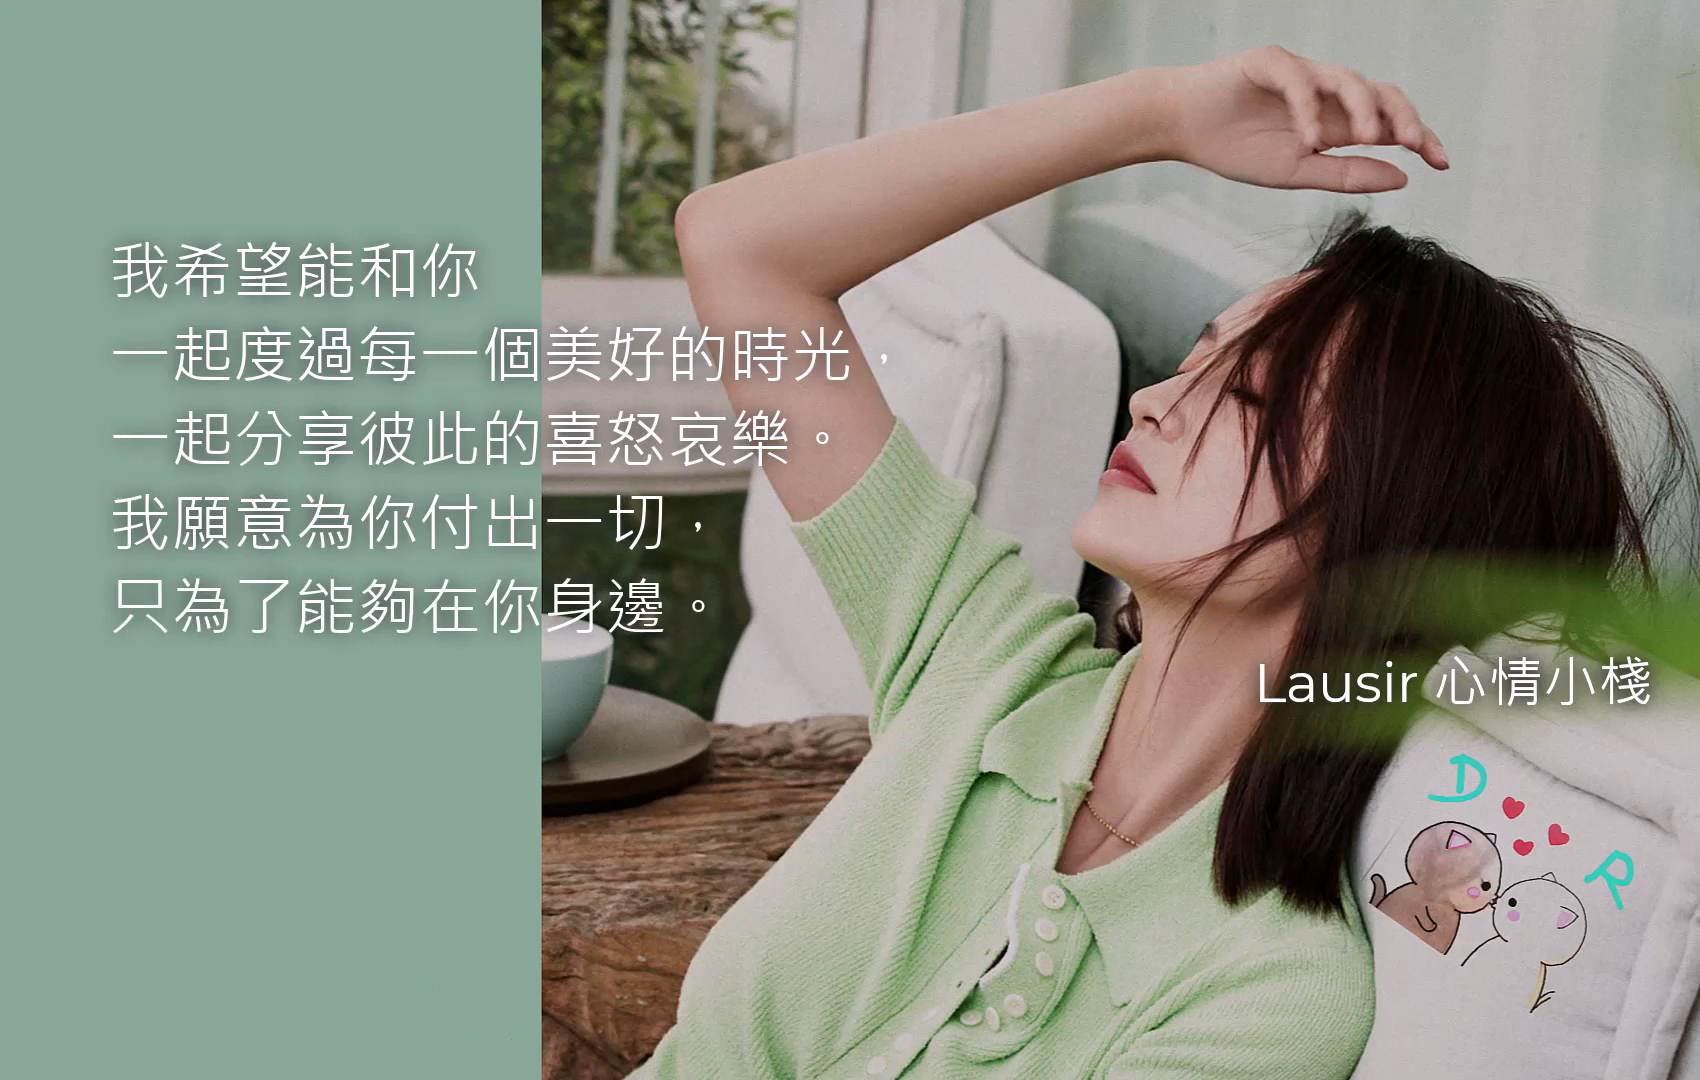 我希望能和你
一起度過每一個美好的時光，
一起分享彼此的喜怒哀樂。
我願意為你付出一切，
只為了能夠在你身邊。
Lausir 心情小棧
D
R